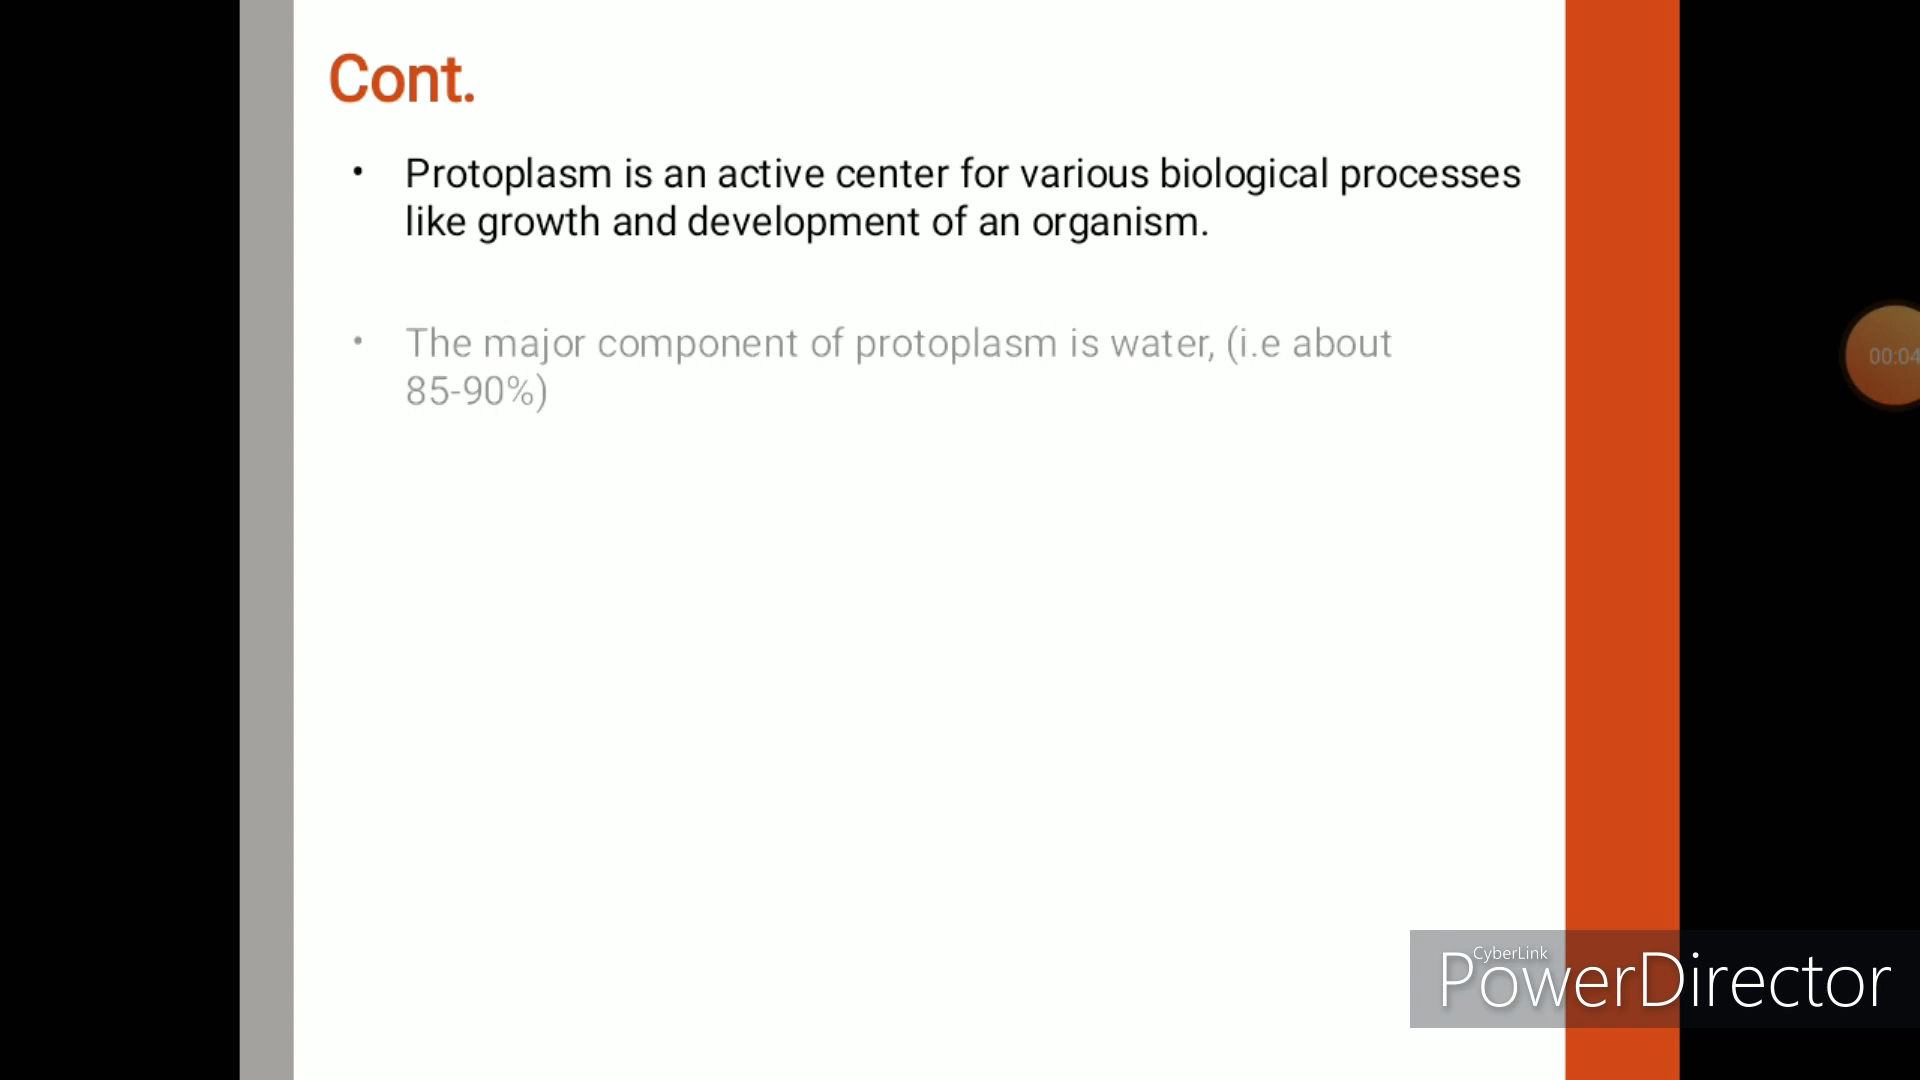 Cont.
• Protoplasm is an active center for various biological processes
like growth and development of an organism.
• The major component of protoplasm is water, (i.e about
85-90%)
00:04
CyberLink
PowerDirector